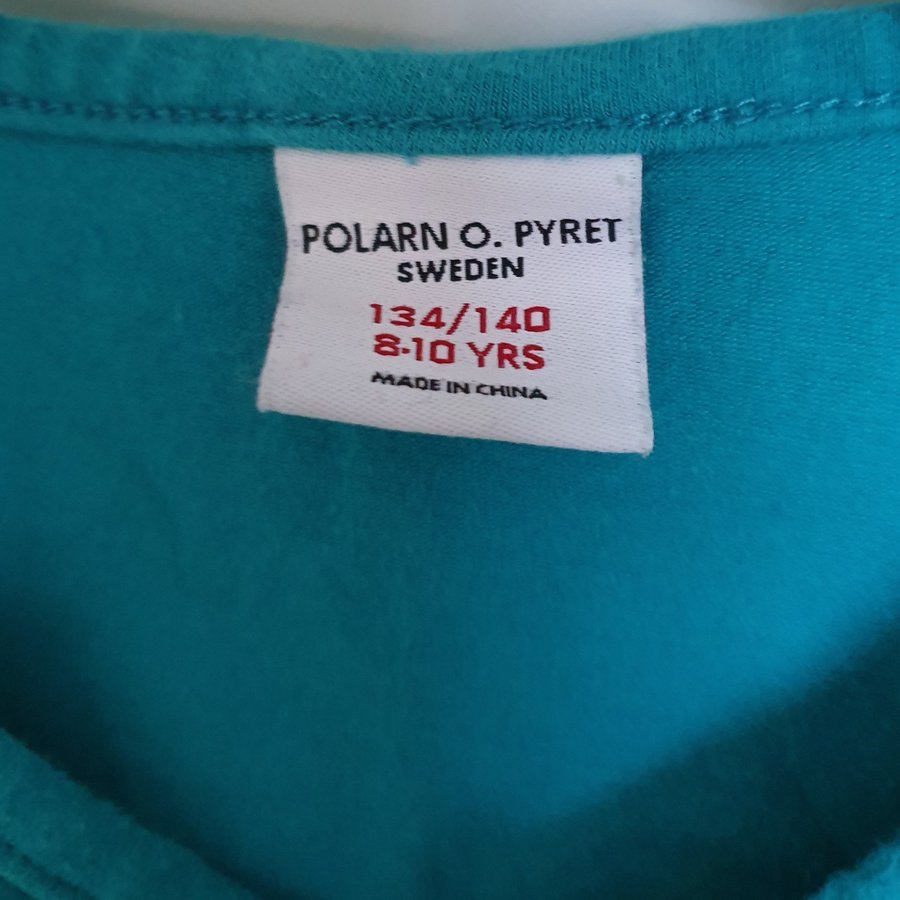 POLARN O. PYRET
SWEDEN
134/140
8-10 YRS
MADE IN CHINA